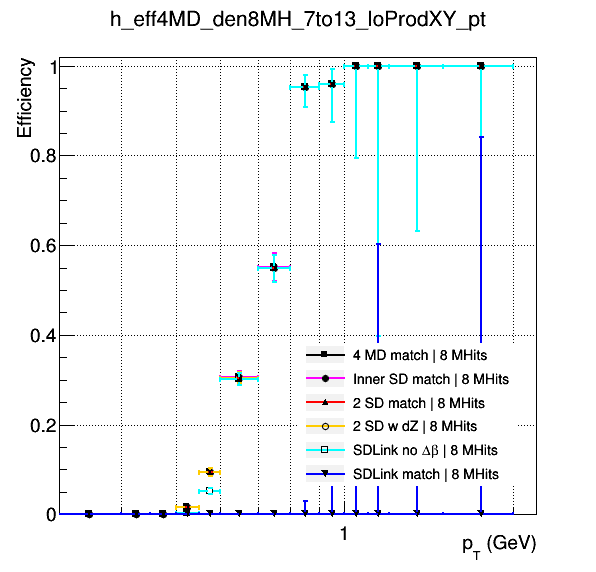 h_eff4MD_den8MH_7to13_loProdXY_pt
Efficiency
1
0.8
0.6
0.4
0.2
0
4 MD match | 8 MHits
Inner SD match | 8 MHits
2 SD match | 8 MHits
2 SD w dZ | 8 MHits
SDLink no Δβ | 8 MHits
SDLink match | 8 MHits
1
p_T (GeV)